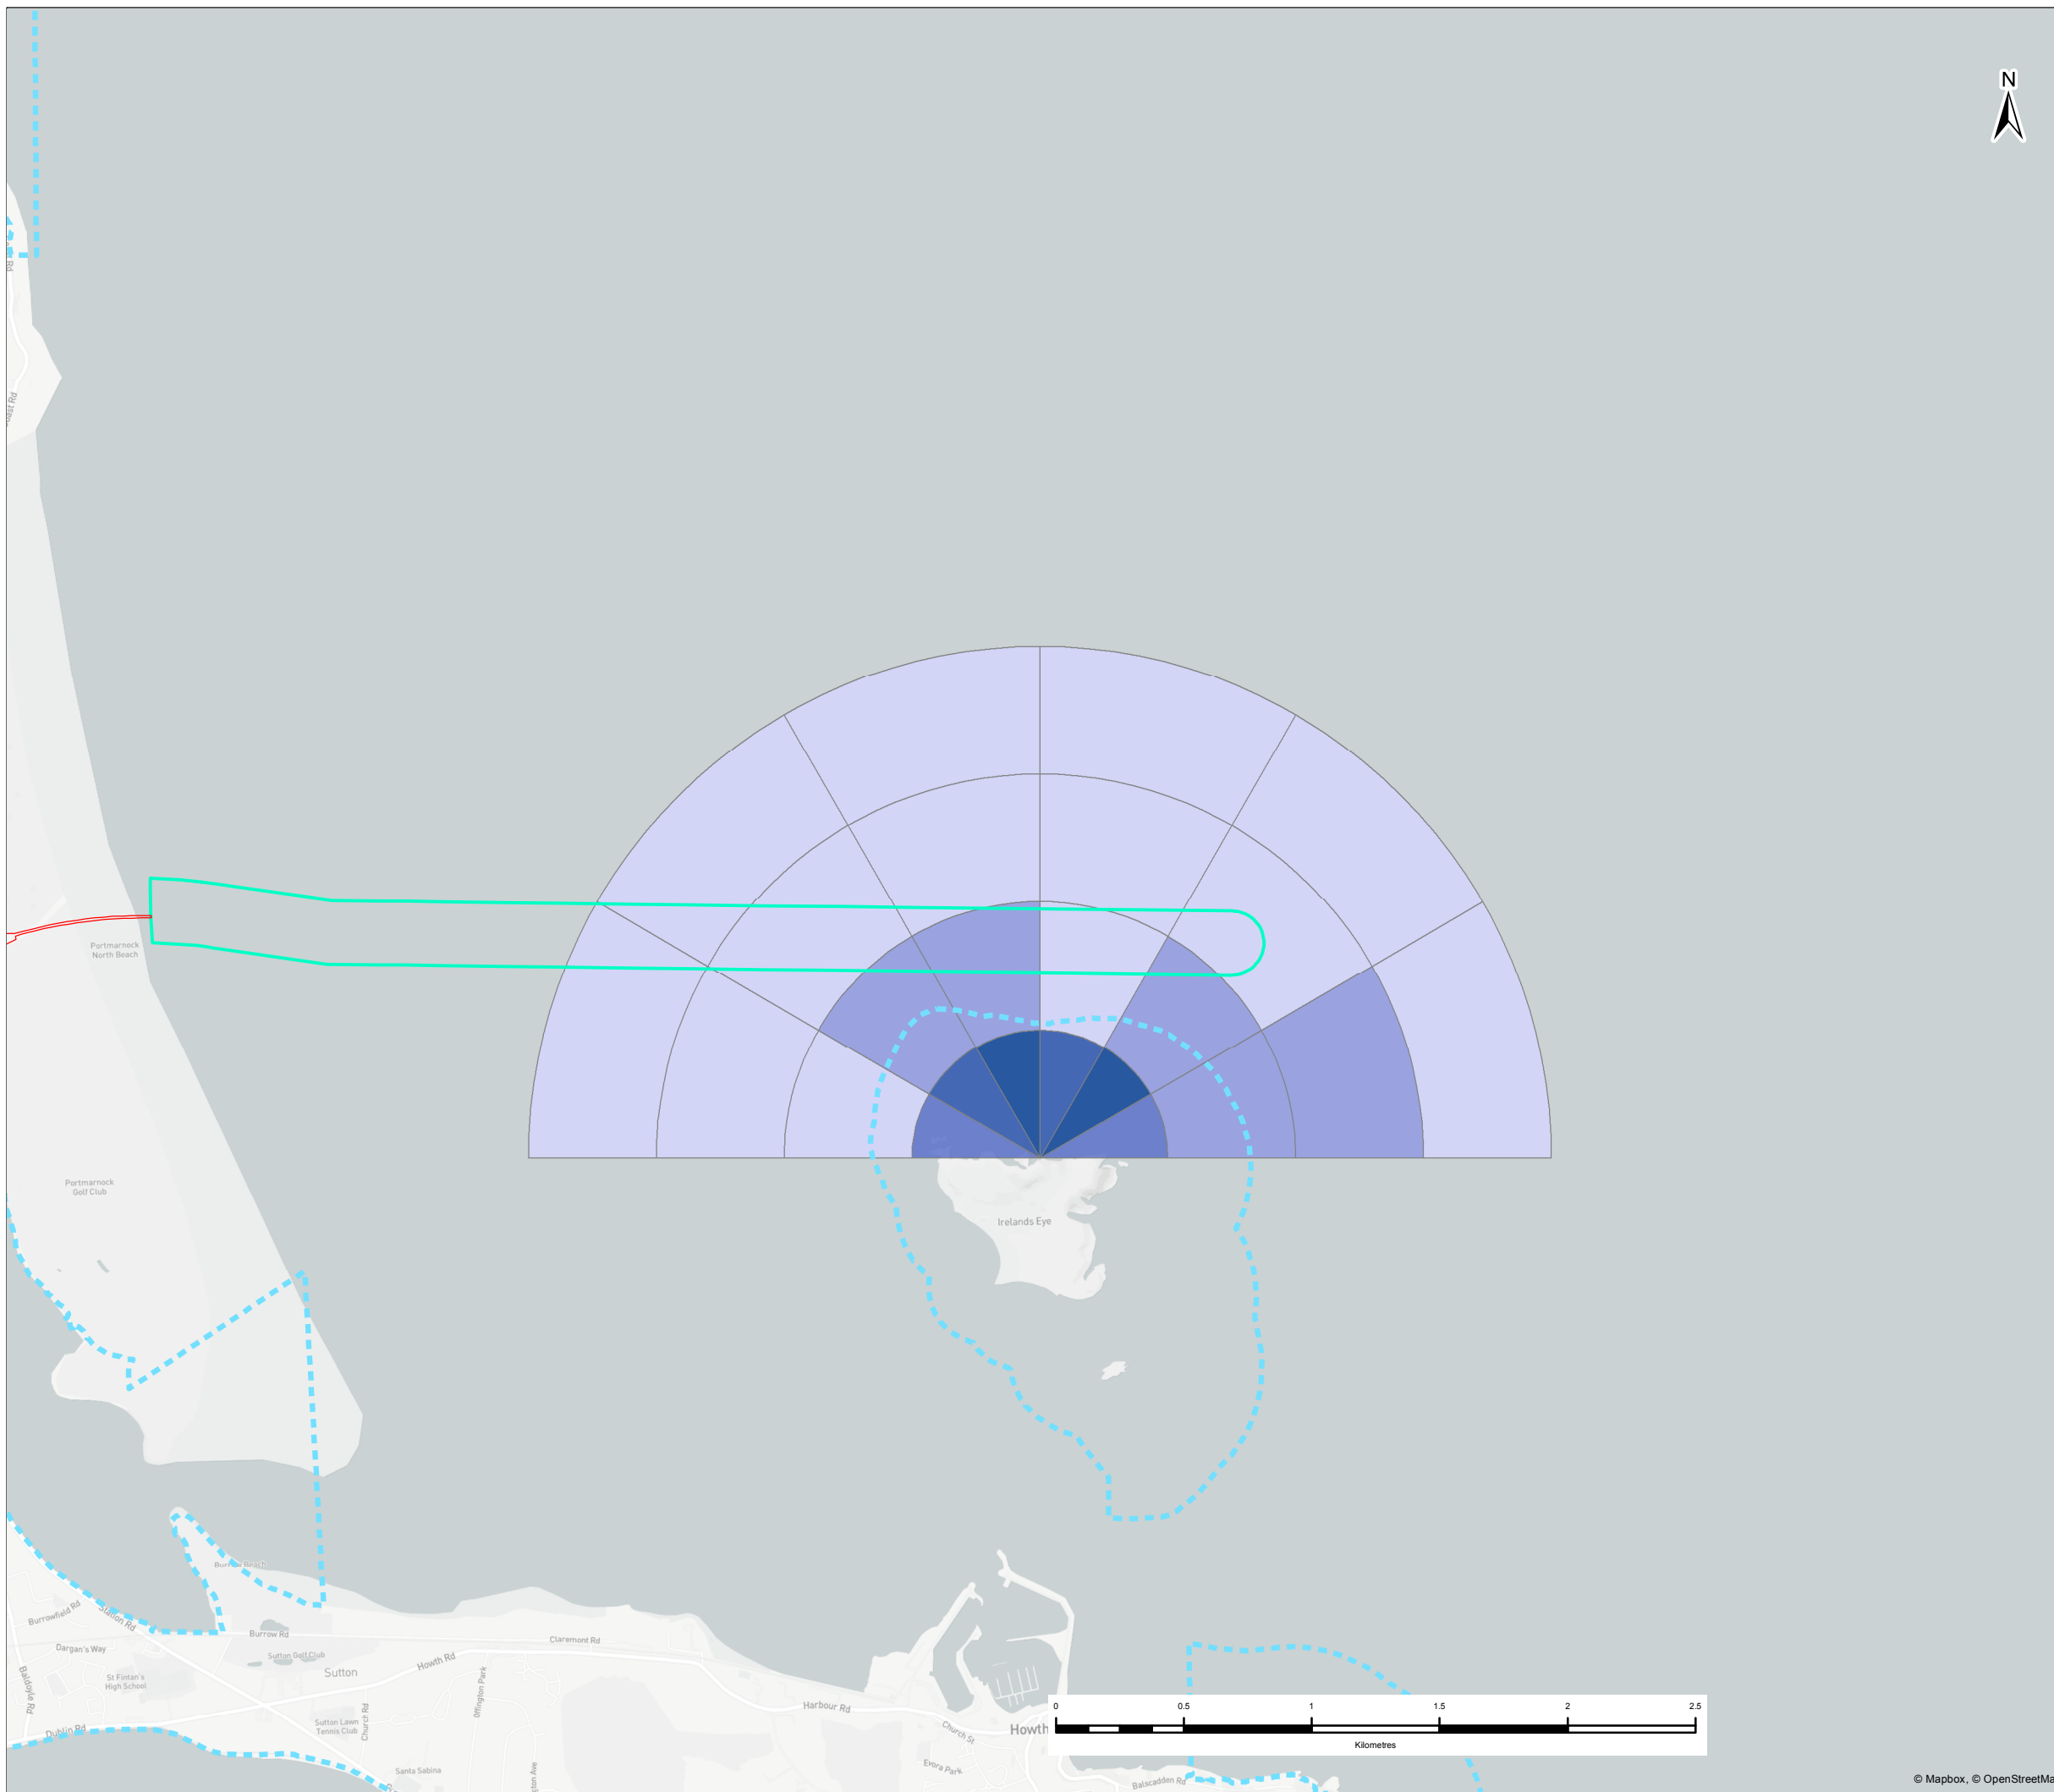 N
Rd
Portmarnock
North Beach
Portmarnock
Golf Club
Irelands Eye
Burrow Beach
Burrowfield Rd
Station Rd
Burrow Rd
Claremont Rd
Dargan's Way
Sutton Golf Club
St Fintan's
High School
Sutton
Howth Rd
Baldoyle Rd
Offington Park
Harbour Rd
Church Rd
Sutton Lawn
Tennis Club
Dublin Rd
Church St
Howth
Santa Sabina
Evora Park
Balscadden Rd
0 0.5 1 1.5 2 2.5
Kilometres
© Mapbox, © OpenStreetMa